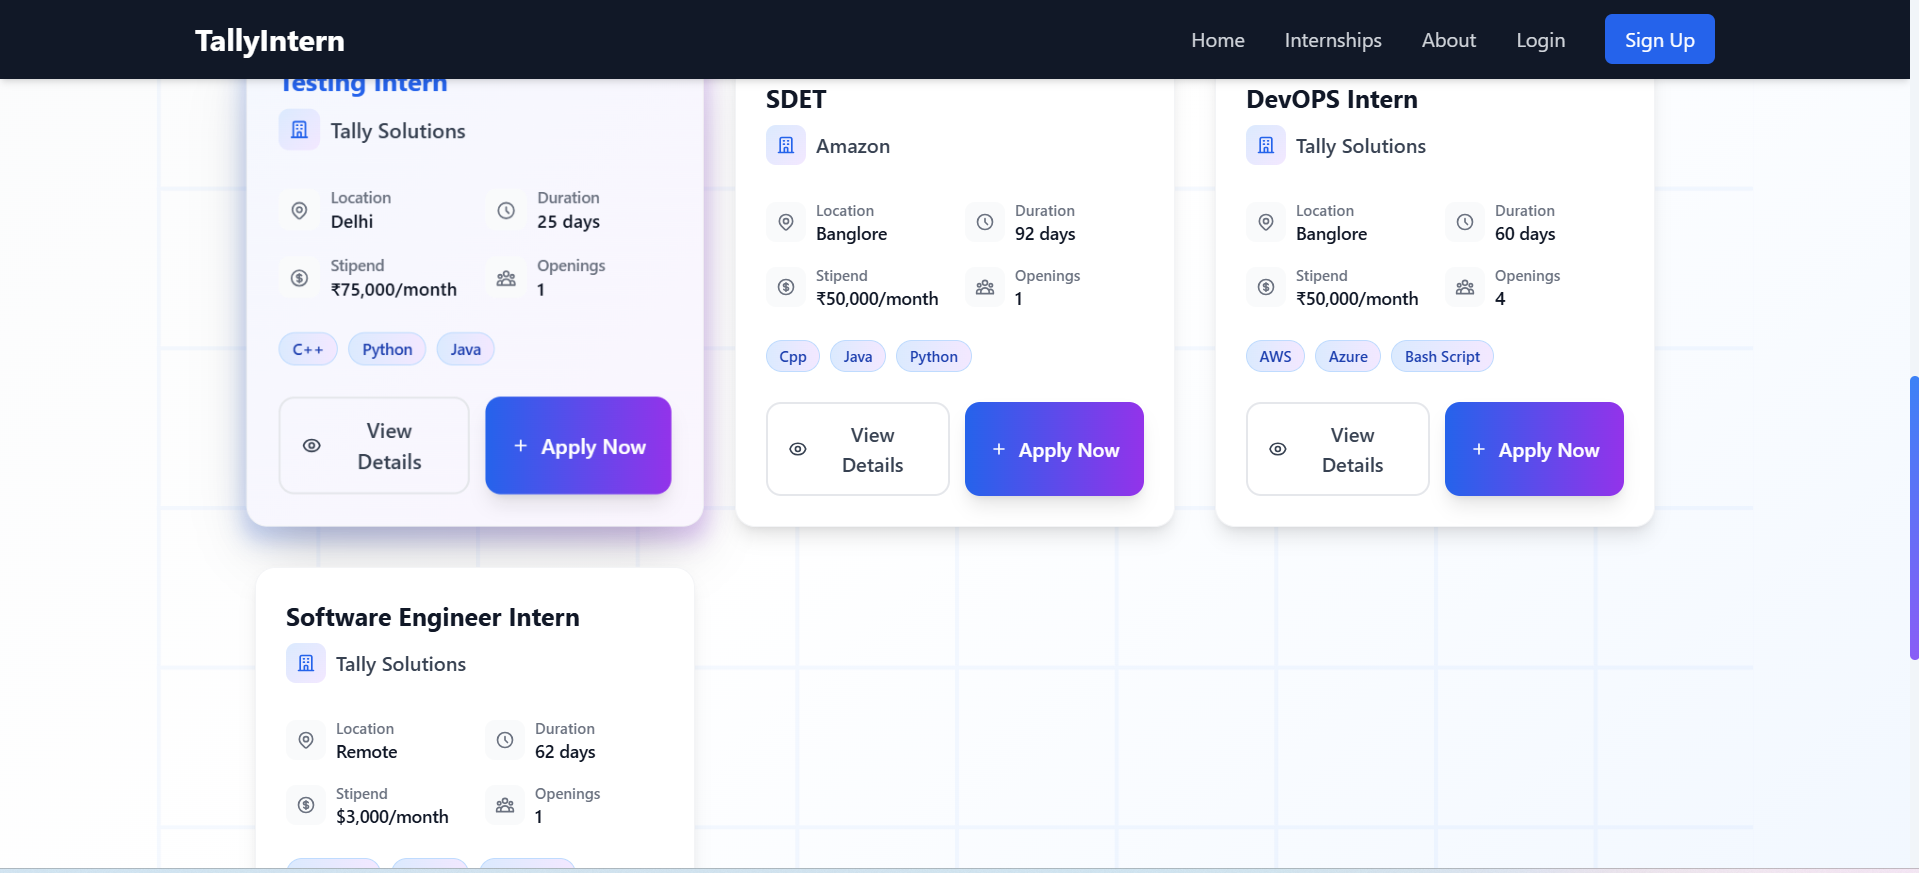 TallyIntern
Home
Internships
About
Login
Sign Up
Testing Intern
Tally Solutions
Location
Delhi
Duration
25 days
Stipend
₹75,000/month
Openings
1
C++
Python
Java
View
Details
+ Apply Now
SDET
Amazon
Location
Banglore
Duration
92 days
Stipend
₹50,000/month
Openings
1
Cpp
Java
Python
View
Details
+ Apply Now
DevOPS Intern
Tally Solutions
Location
Banglore
Duration
60 days
Stipend
₹50,000/month
Openings
4
AWS
Azure
Bash Script
View
Details
+ Apply Now
Software Engineer Intern
Tally Solutions
Location
Remote
Duration
62 days
Stipend
$3,000/month
Openings
1